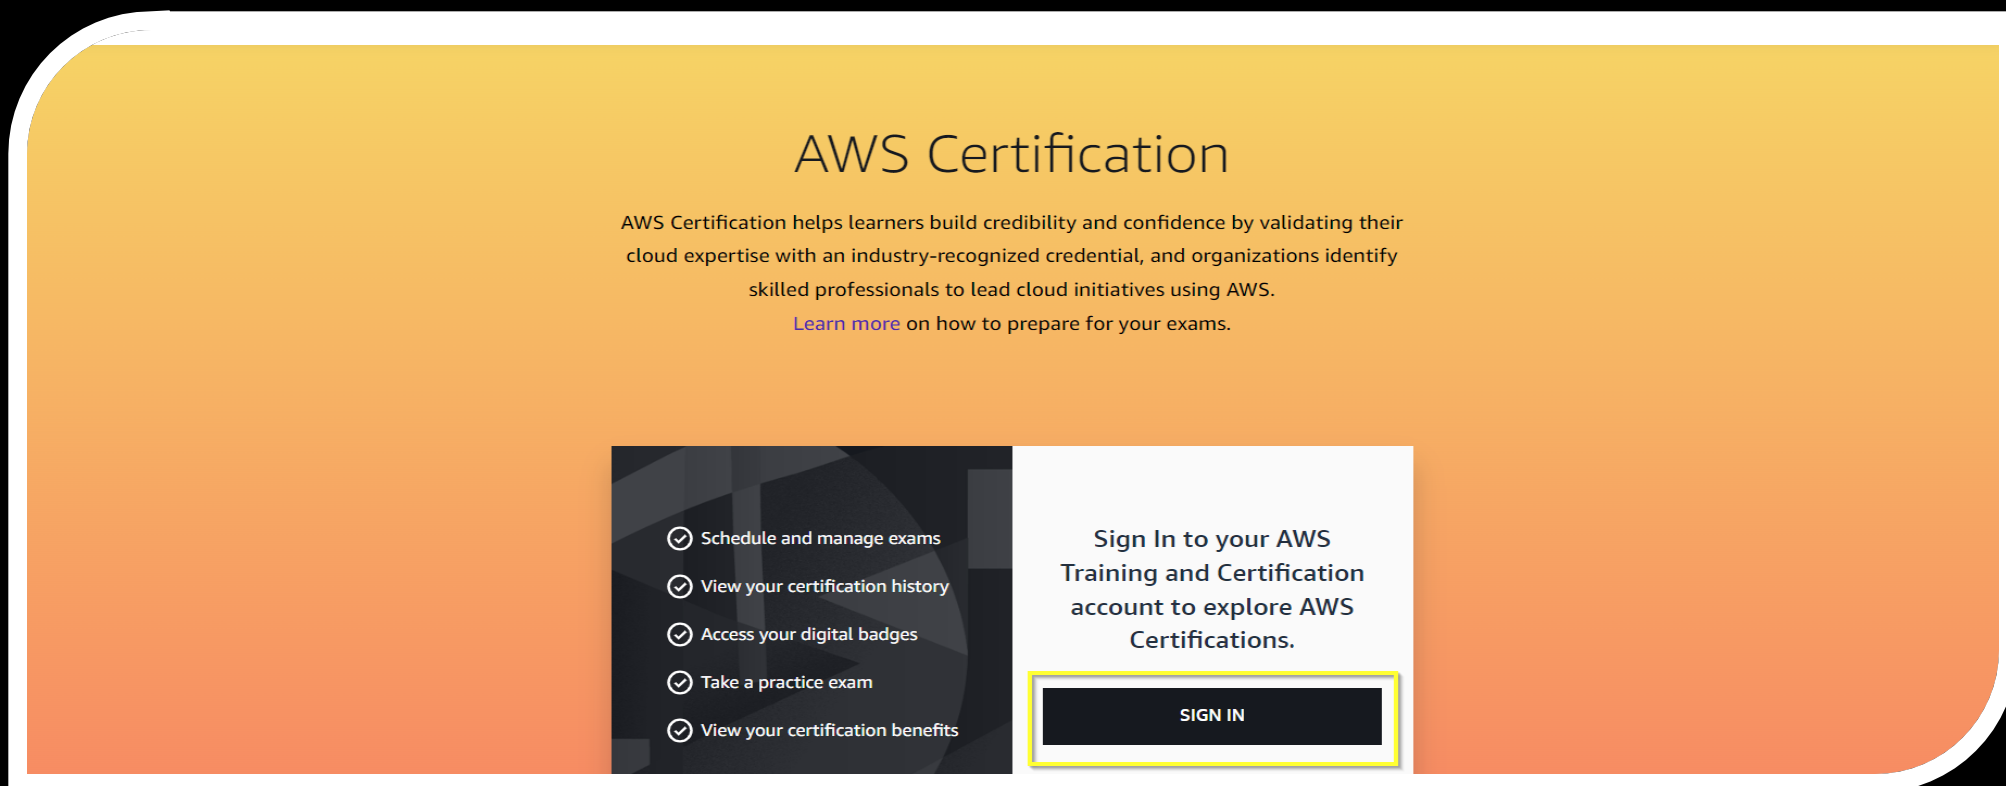 AWS Certification
AWS Certification helps learners build credibility and confidence by validating their
cloud expertise with an industry-recognized credential, and organizations identify
skilled professionals to lead cloud initiatives using AWS.
Learn more on how to prepare for your exams.
Schedule and manage exams
View your certification history
Access your digital badges
Take a practice exam
View your certification benefits
Sign In to your AWS
Training and Certification
account to explore AWS
Certifications.
SIGN IN